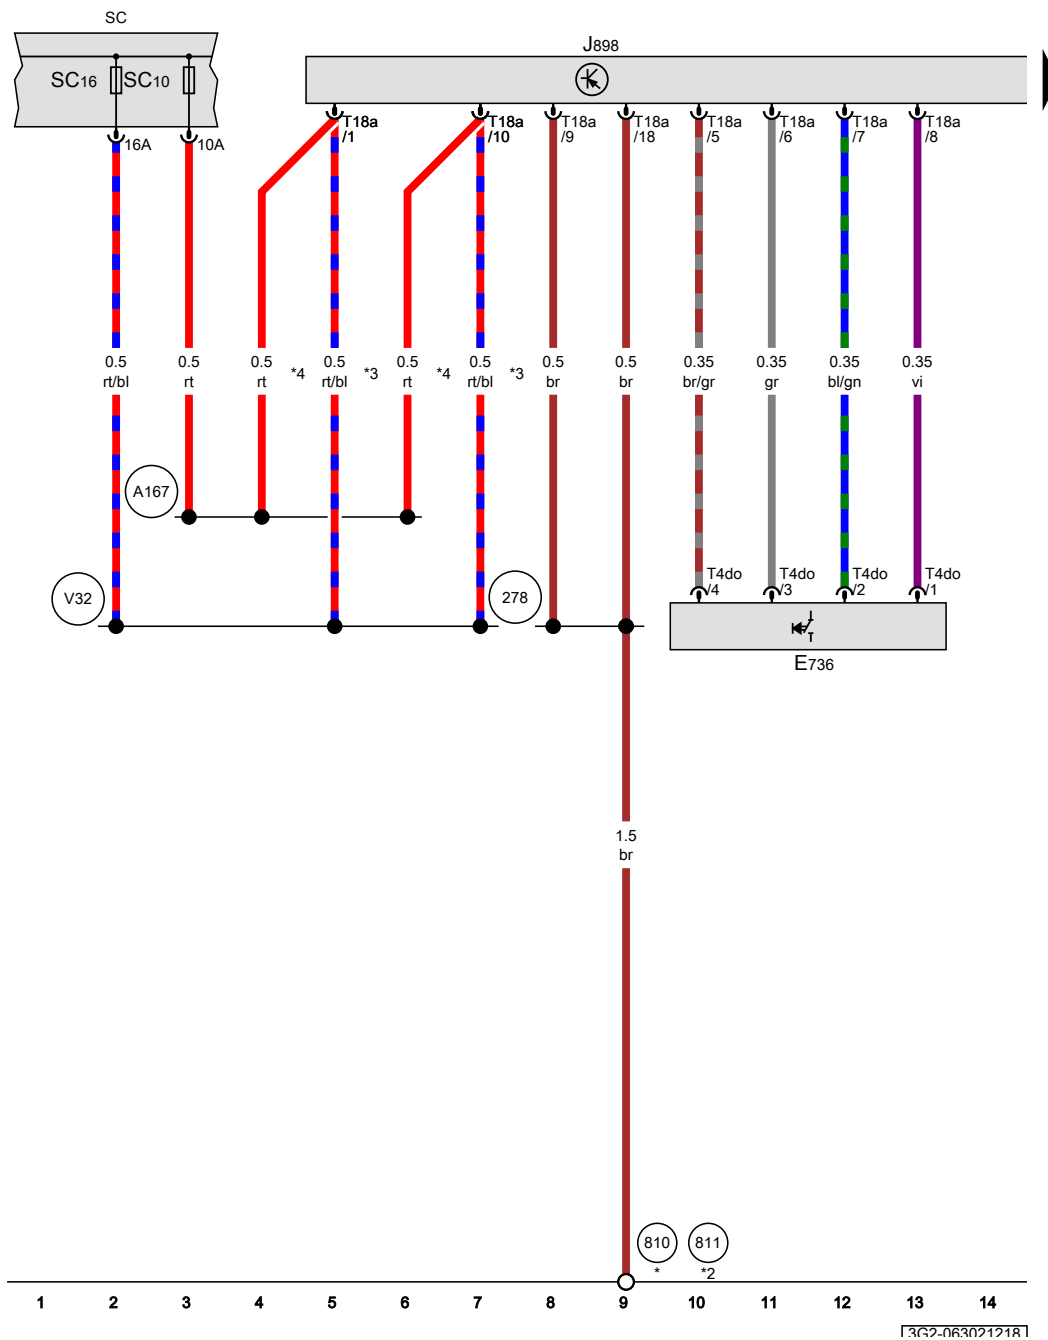 SC
J898
SC16 SC10
16A 10A
T18a /1
T18a /10
T18a /9
T18a /18
T18a /5
T18a /6
T18a /7
T18a /8
0.5 0.5 0.5 0.5 0.5 0.5 0.5 0.5 0.35 0.35 0.35 0.35
rt/bl rt rt *4 rt/bl *3 rt *4 rt/bl *3 br br br/gr gr bl/gn vi
A167
V32
278
T4do /4
T4do /3
T4do /2
T4do /1
E736
1.5
br
810 811
* *2
1 2 3 4 5 6 7 8 9 10 11 12 13 14
3G2-063021218